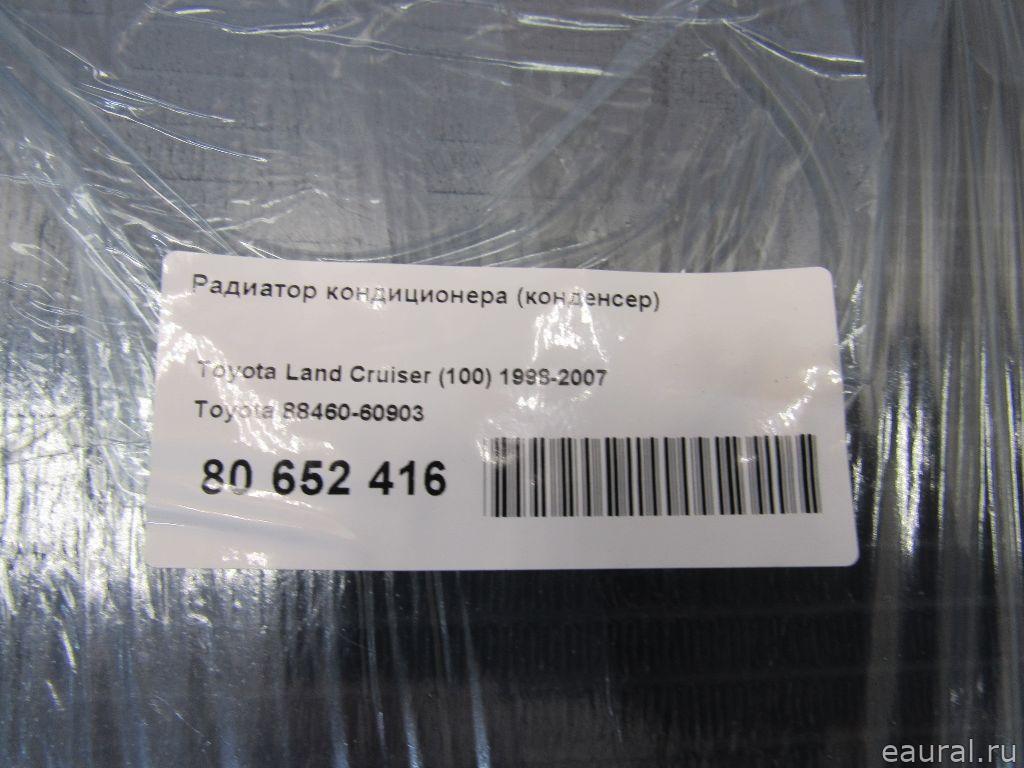 Радиатор кондиционера (конденсер)
Toyota Land Cruiser (100) 1998-2007
Toyota 88460-60903
80 652 416
eaural.ru